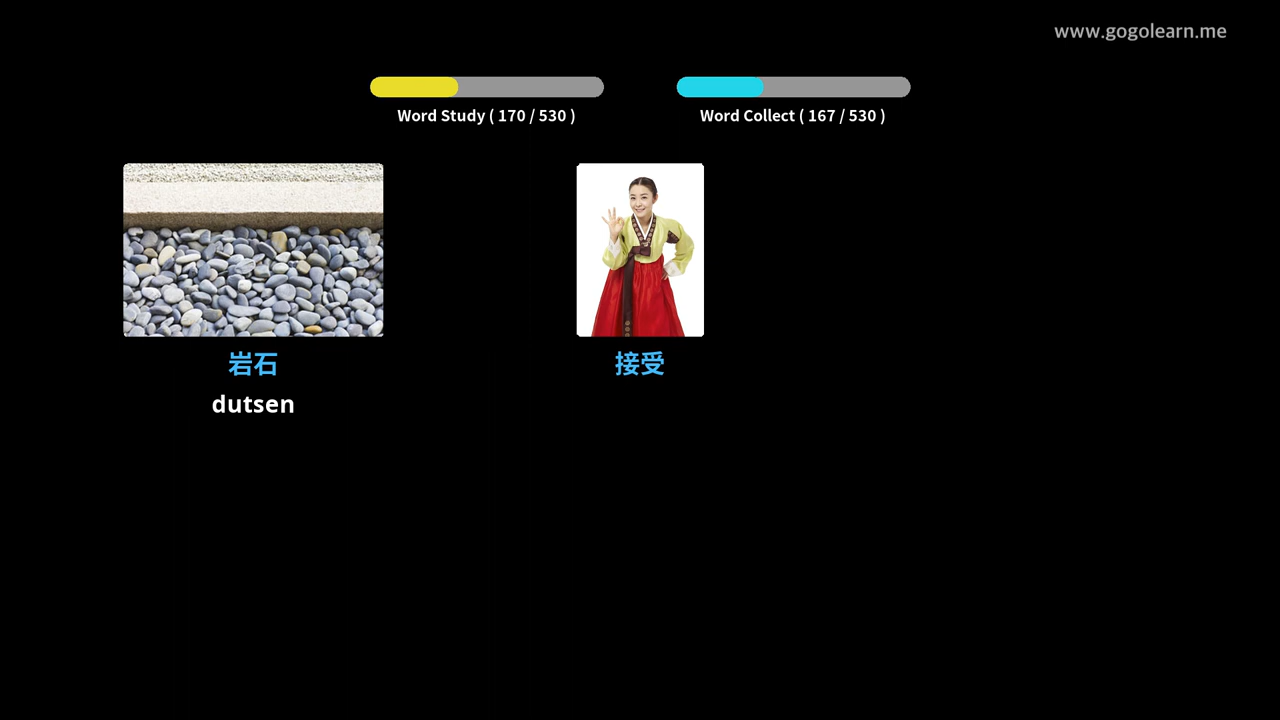 www.gogolearn.me
Word Study ( 170 / 530 )
Word Collect ( 167 / 530 )
岩石
接受
dutsen